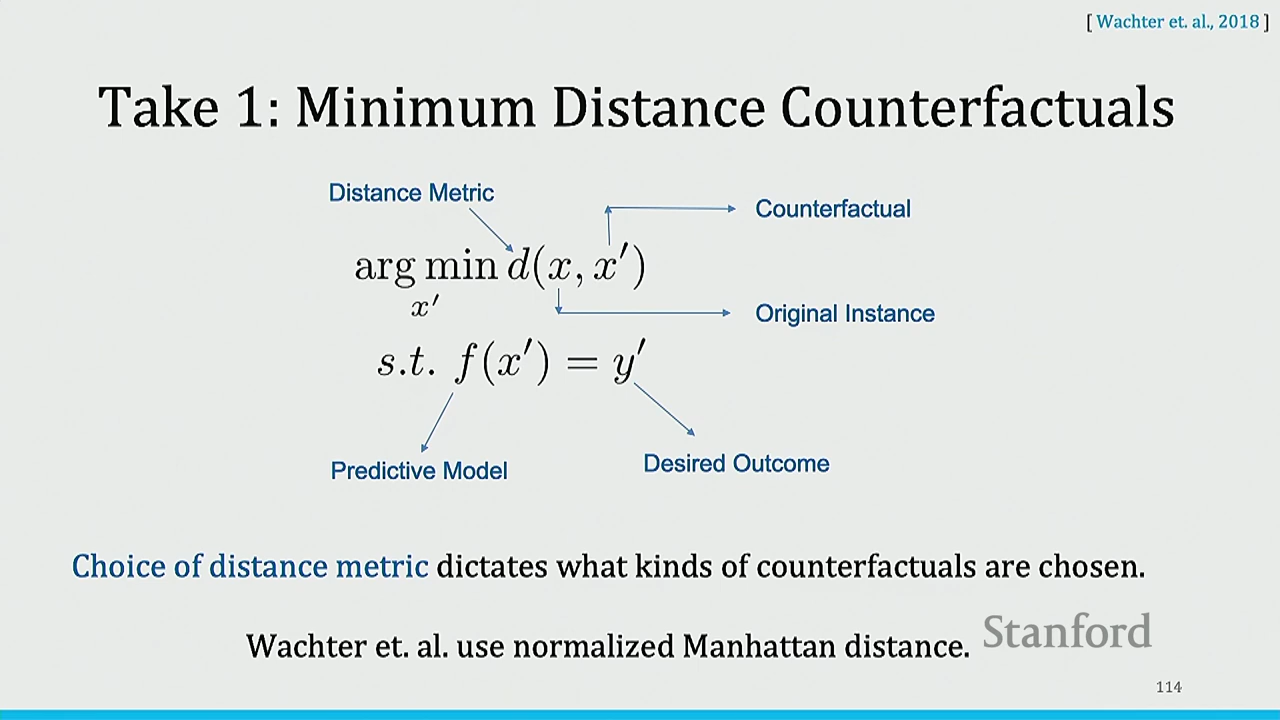 [ Wachter et. al., 2018 ]
Take 1: Minimum Distance Counterfactuals
Distance Metric
Counterfactual
arg min d(x, x′)
x′
Original Instance
s.t. f(x′) = y′
Predictive Model
Desired Outcome
Choice of distance metric dictates what kinds of counterfactuals are chosen.
Wachter et. al. use normalized Manhattan distance.
Stanford
114